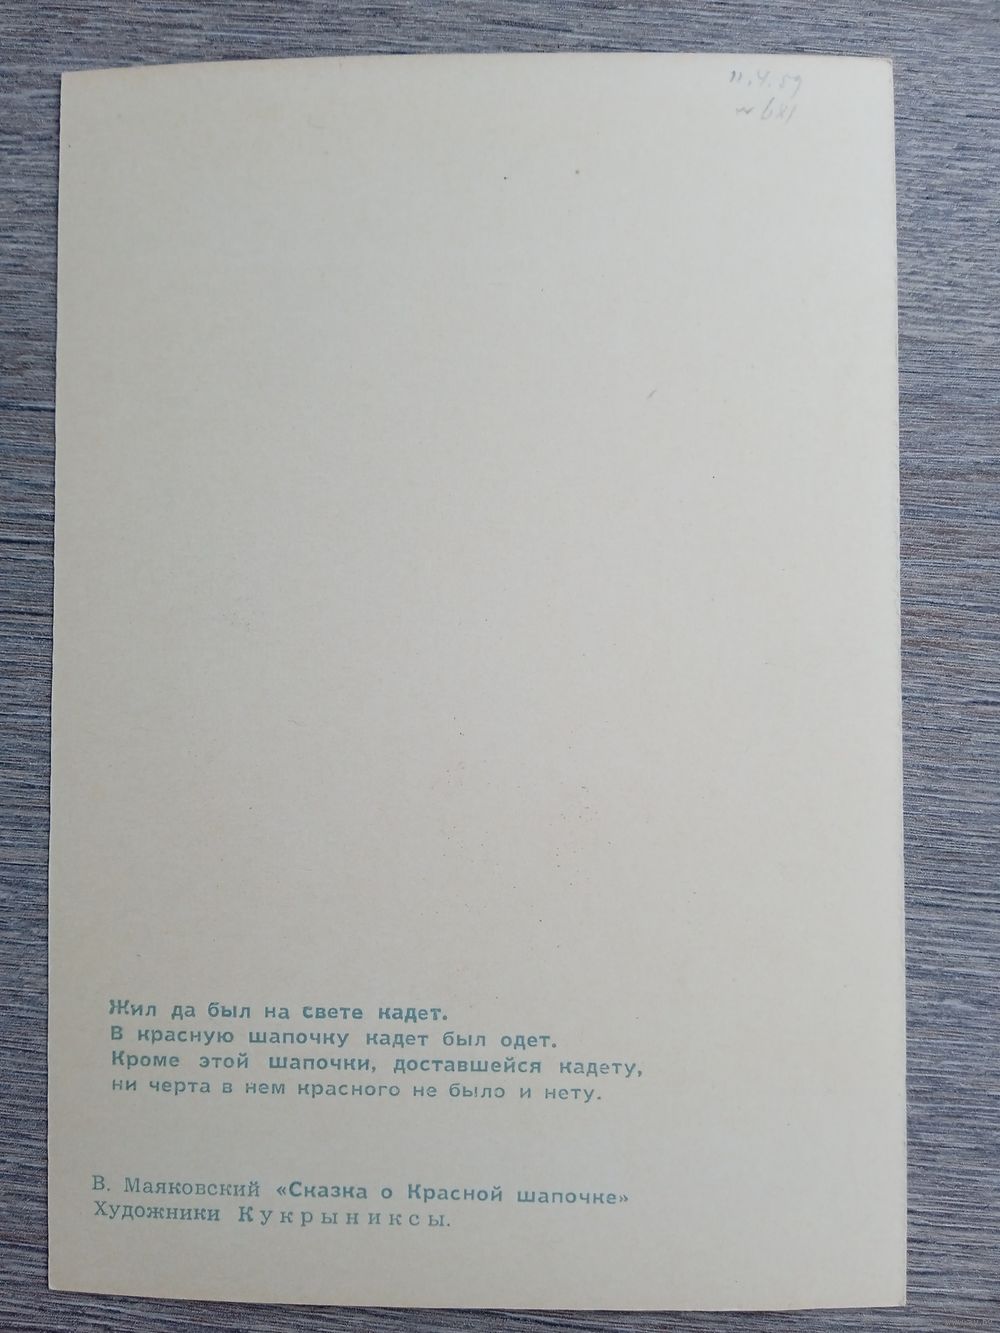 11.4.59
~ 681
Жил да был на свете кадет.
В красную шапочку кадет был одет.
Кроме этой шапочки, доставшейся кадету,
ни черта в нем красного не было и нету.
В. Маяковский «Сказка о Красной шапочке»
Художники Кукрыниксы.